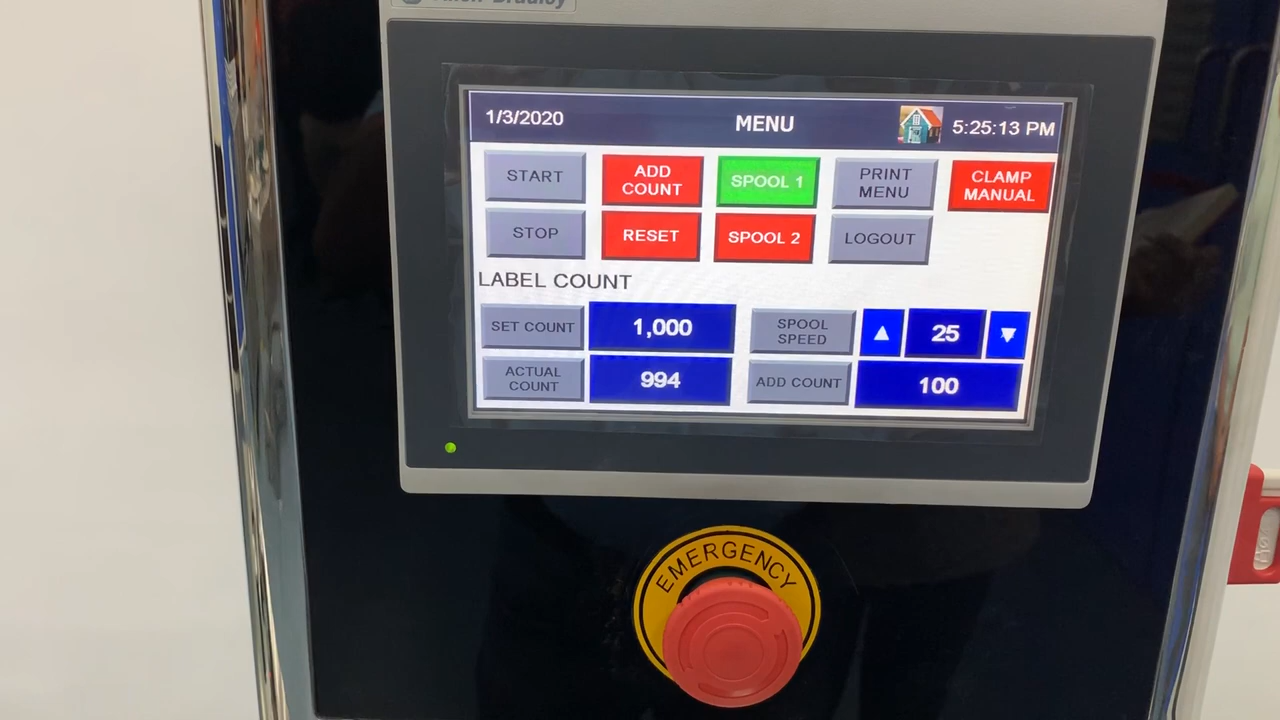 Allen-Bradley
1/3/2020
MENU
5:25:13 PM
START
ADD
COUNT
SPOOL 1
PRINT
MENU
CLAMP
MANUAL
STOP
RESET
SPOOL 2
LOGOUT
LABEL COUNT
SET COUNT
1,000
SPOOL
SPEED
▲
25
▼
ACTUAL
COUNT
994
ADD COUNT
100
EMERGENCY